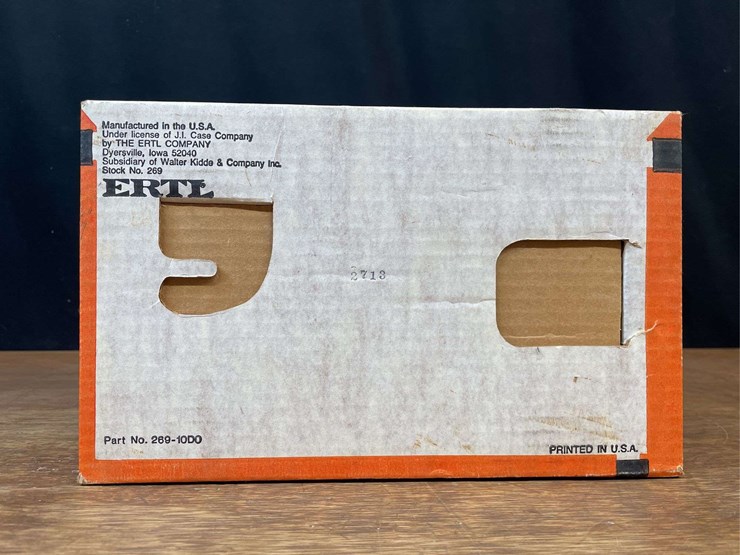 Manufactured in the U.S.A.
Under license of J.I. Case Company
by THE ERTL COMPANY
Dyersville, Iowa 52040
Subsidiary of Walter Kidde & Company Inc.
Stock No. 269
ERTL
2713
Part No. 269-10DO
PRINTED IN U.S.A.